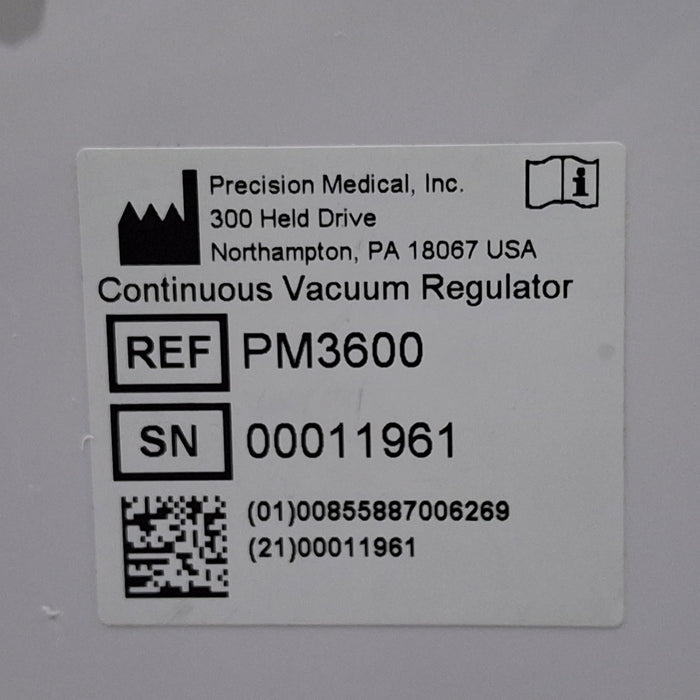 Precision Medical, Inc.
300 Held Drive
Northampton, PA 18067 USA
Continuous Vacuum Regulator
REF PM3600
SN 00011961
(01)00855887006269
(21)00011961